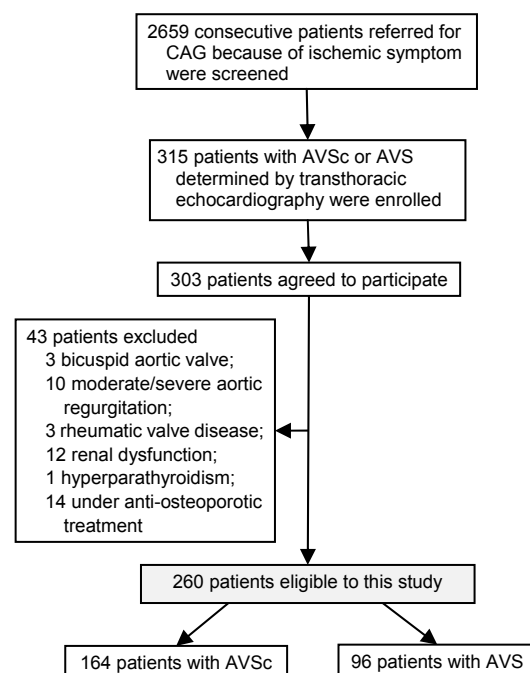 2659 consecutive patients referred for
CAG because of ischemic symptom
were screened
315 patients with AVSc or AVS
determined by transthoracic
echocardiography were enrolled
303 patients agreed to participate
43 patients excluded
3 bicuspid aortic valve;
10 moderate/severe aortic
regurgitation;
3 rheumatic valve disease;
12 renal dysfunction;
1 hyperparathyroidism;
14 under anti-osteoporotic
treatment
260 patients eligible to this study
164 patients with AVSc
96 patients with AVS